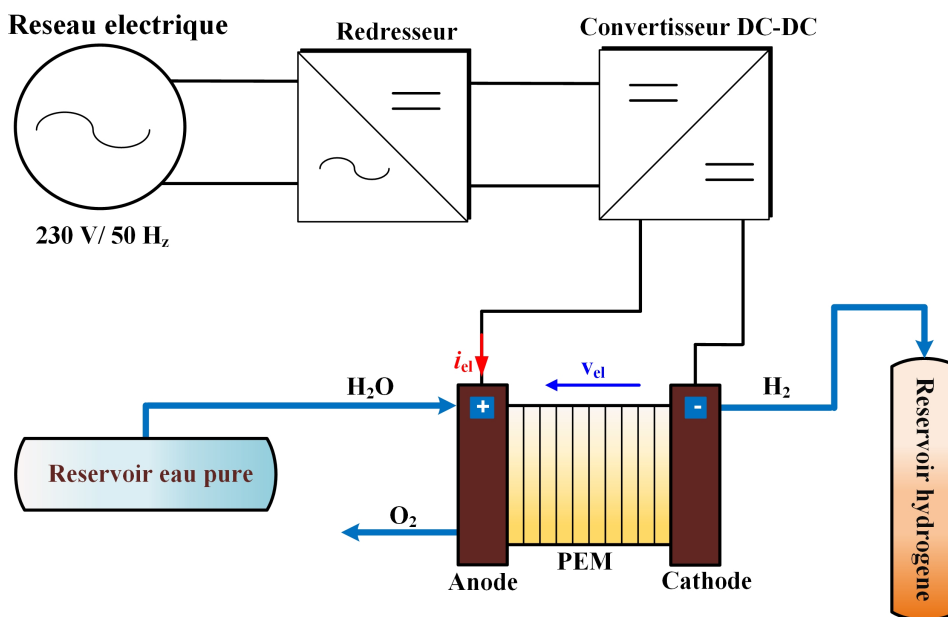 Reseau electrique
Redresseur
Convertisseur DC-DC
230 V/ 50 Hz
iel
vel
H2O
+
-
H2
Reservoir eau pure
O2
Anode
PEM
Cathode
Reservoir hydrogene